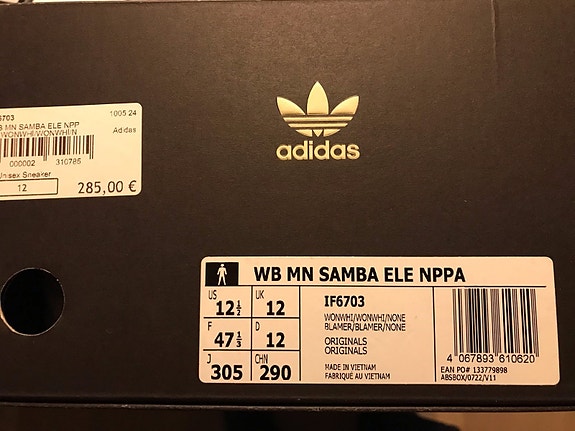 6703
1005 24
B MN SAMBA ELE NPP
WONWHI/WONWHI/N
Adidas
000002 310785
Unisex Sneaker
12
285,00 €
adidas
WB MN SAMBA ELE NPPA
US 12½ UK 12
F 47⅓ D 12
J 305 CHN 290
IF6703
WONWHI/WONWHI/NONE
BLAMER/BLAMER/NONE
ORIGINALS
ORIGINALS
MADE IN VIETNAM
FABRIQUÉ AU VIETNAM
4 067893 610620
EAN PO# 133779898
ABSBOX/0722/V11